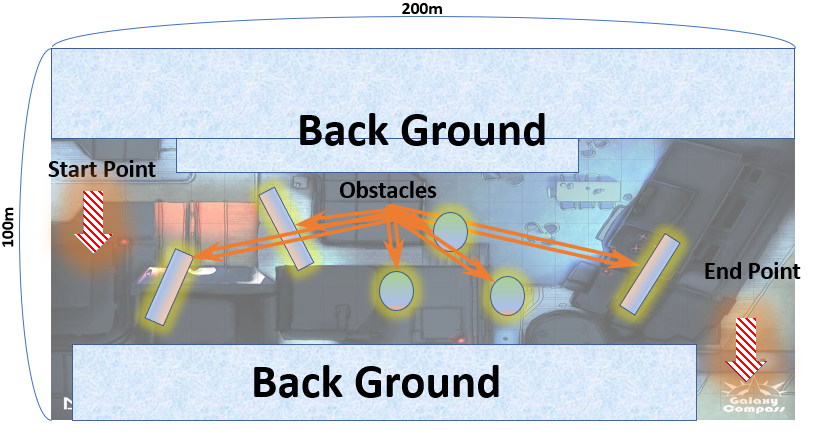 200m
Back Ground
Start Point
Obstacles
100m
End Point
Back Ground
Galaxy
Compass